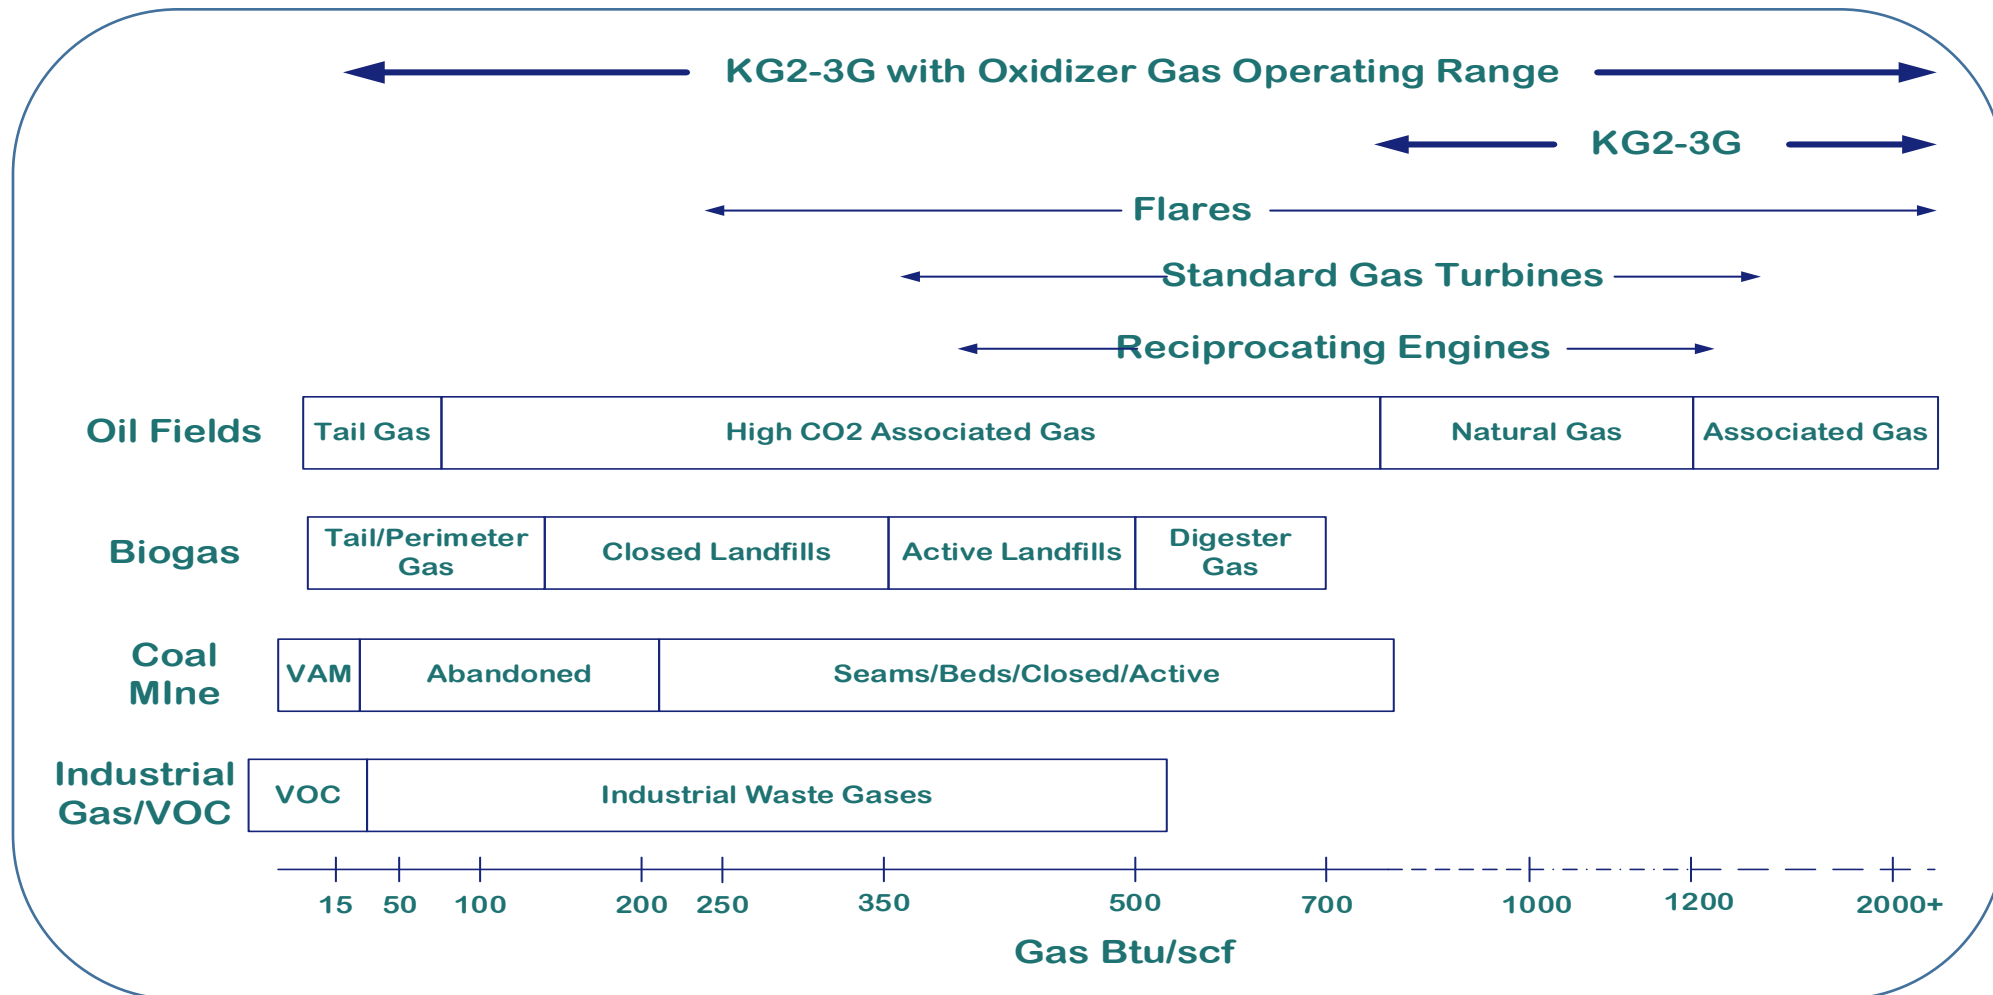 KG2-3G with Oxidizer Gas Operating Range
KG2-3G
Flares
Standard Gas Turbines
Reciprocating Engines
Oil Fields
Tail Gas
High CO2 Associated Gas
Natural Gas
Associated Gas
Biogas
Tail/Perimeter
Gas
Closed Landfills
Active Landfills
Digester
Gas
Coal
MIne
VAM
Abandoned
Seams/Beds/Closed/Active
Industrial
Gas/VOC
VOC
Industrial Waste Gases
15 50 100 200 250 350 500 700 1000 1200 2000+
Gas Btu/scf